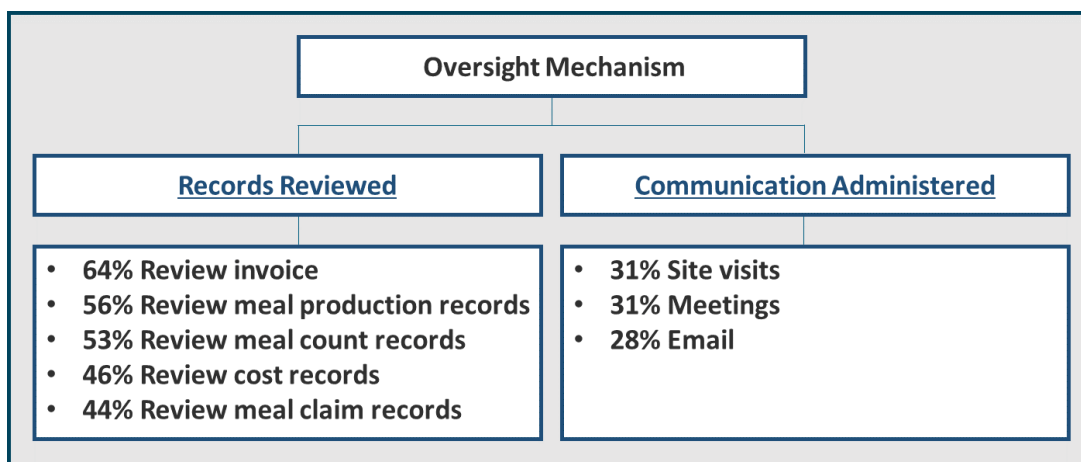 Oversight Mechanism
Records Reviewed
• 64% Review invoice
• 56% Review meal production records
• 53% Review meal count records
• 46% Review cost records
• 44% Review meal claim records
Communication Administered
• 31% Site visits
• 31% Meetings
• 28% Email